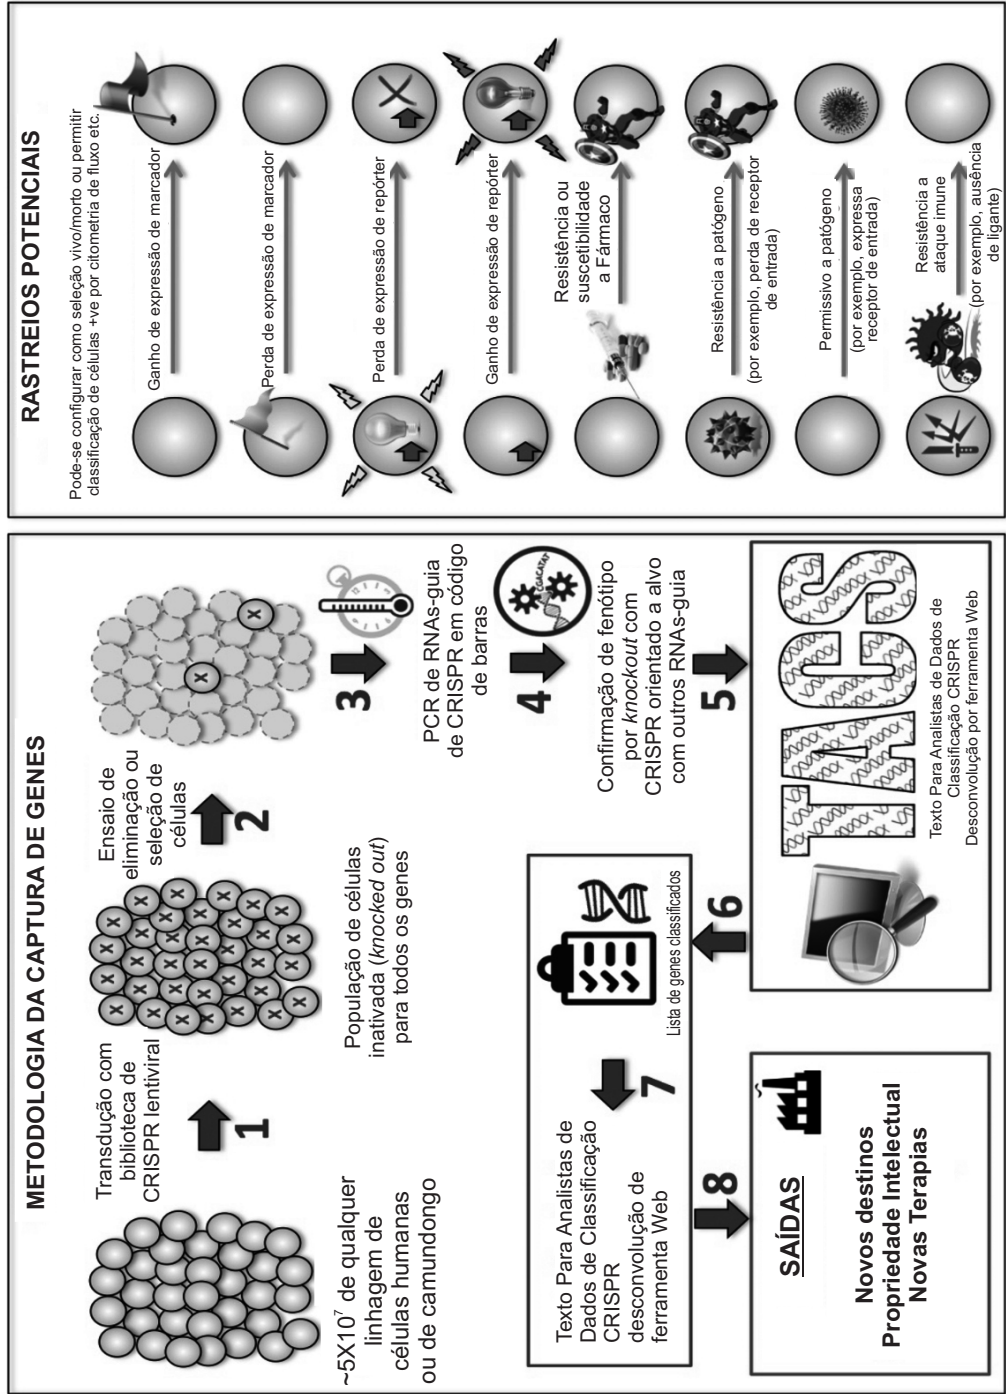 METODOLOGIA DA CAPTURA DE GENES
~5X10⁷ de qualquer
linhagem de
células humanas
ou de camundongo
Transdução com
biblioteca de
CRISPR lentiviral
1
População de células
inativada (knocked out)
para todos os genes
X X X X X X X X X X X X X X X X X X X X X X X X X X X X X X
Ensaio de
eliminação ou
seleção de
células
2
X
X
3
PCR de RNAs-guia
de CRISPR em código
de barras
4
CGACATAT
Confirmação de fenótipo
por knockout com
CRISPR orientado a alvo
com outros RNAs-guia
5
TACS
Texto Para Analistas de Dados de
Classificação CRISPR
Desconvolução por ferramenta Web
6
Lista de genes classificados
7
Texto Para Analistas de
Dados de Classificação
CRISPR
desconvolução de
ferramenta Web
8
SAÍDAS
Novos destinos
Propriedade Intelectual
Novas Terapias
RASTREIOS POTENCIAIS
Pode-se configurar como seleção vivo/morto ou permitir
classificação de células +ve por citometria de fluxo etc.
Ganho de expressão de marcador
Perda de expressão de marcador
Perda de expressão de repórter
X
Ganho de expressão de repórter
Resistência ou
suscetibilidade
a Fármaco
Resistência a patógeno
(por exemplo, perda de receptor
de entrada)
Permissivo a patógeno
(por exemplo, expressa
receptor de entrada)
Resistência a
ataque imune
(por exemplo, ausência
de ligante)